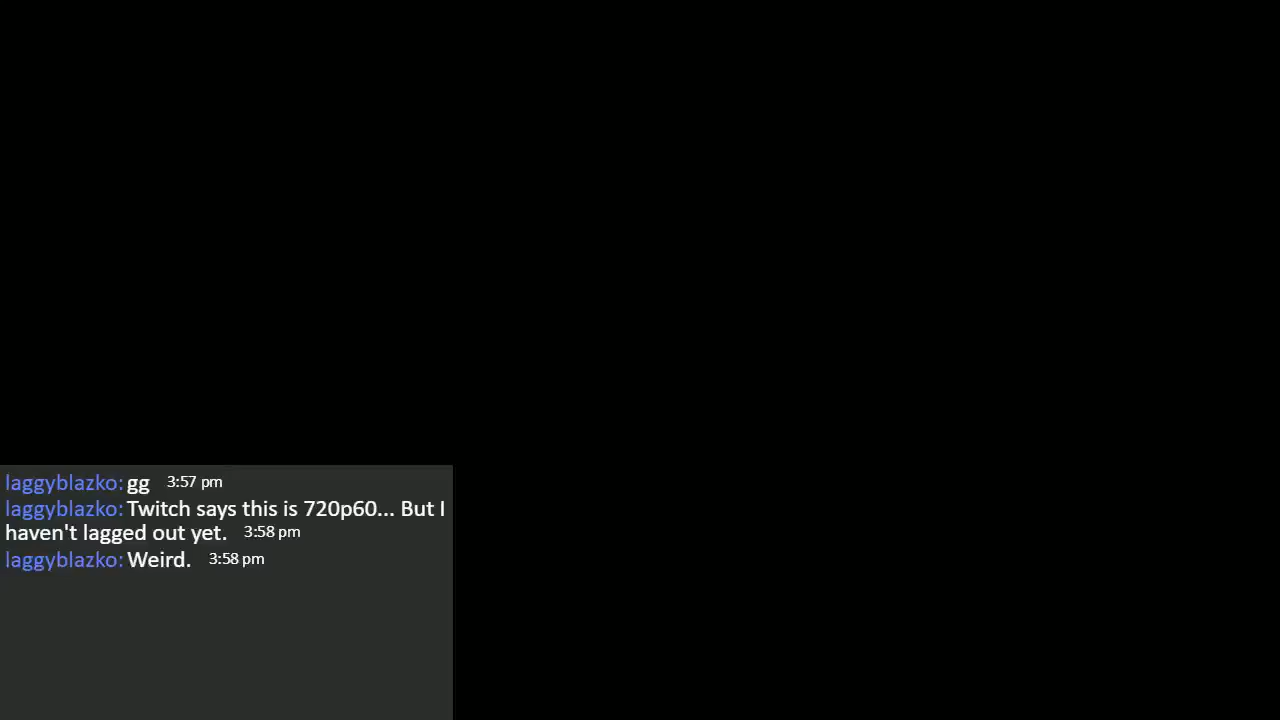 laggyblazko: gg 3:57 pm
laggyblazko: Twitch says this is 720p60... But I
haven't lagged out yet. 3:58 pm
laggyblazko: Weird. 3:58 pm